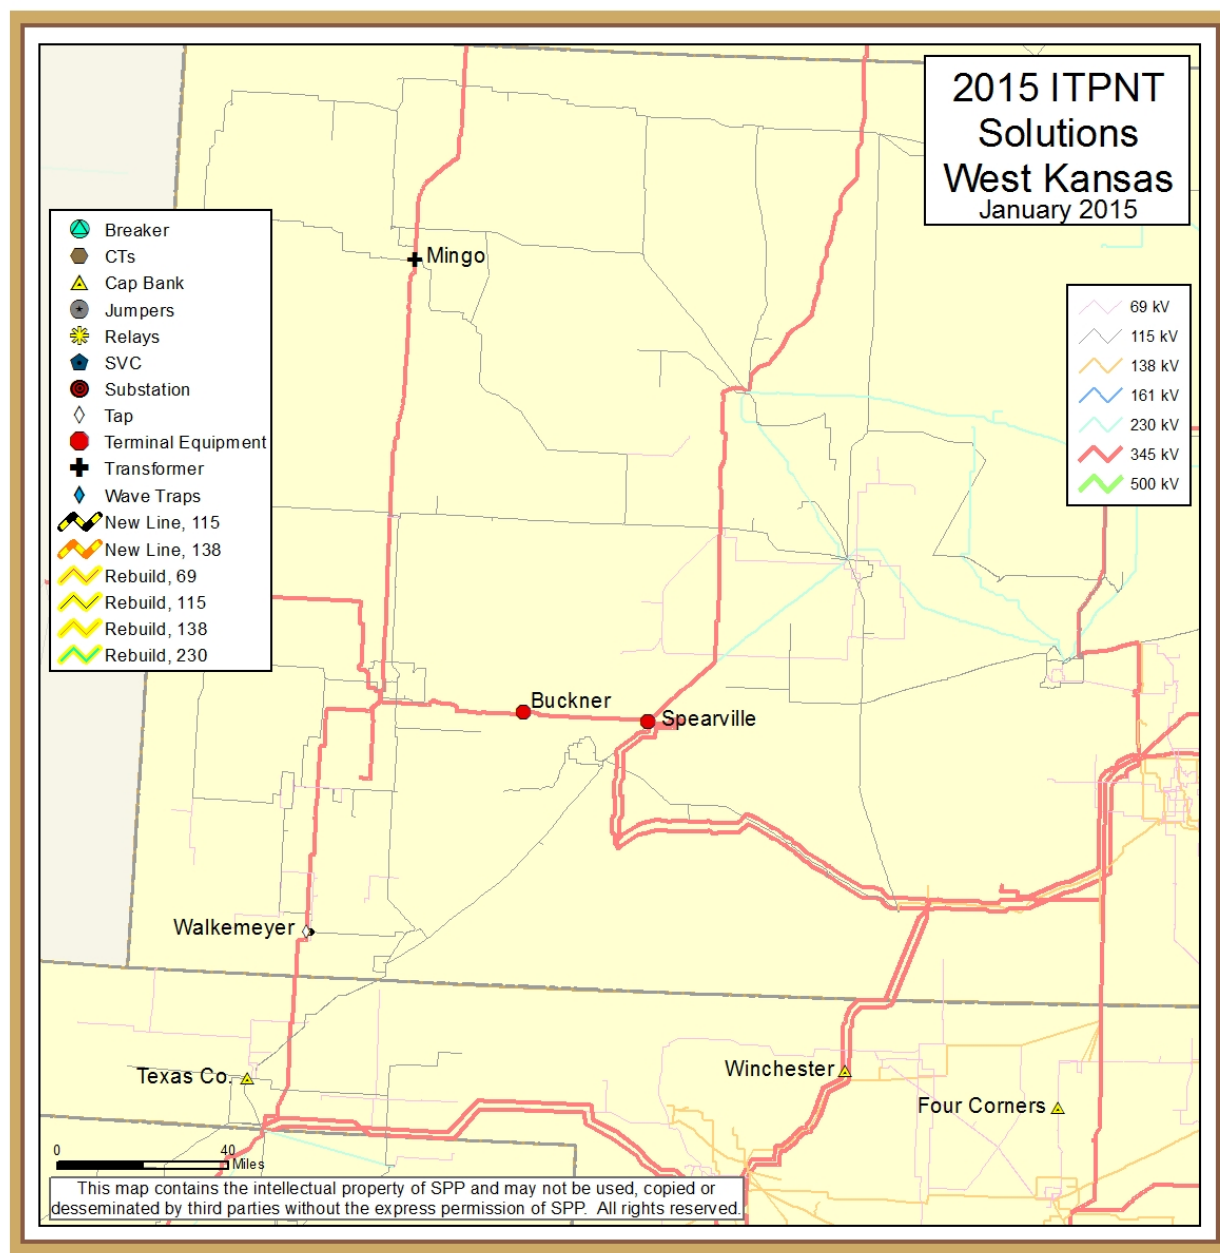 2015 ITPNT
Solutions
West Kansas
January 2015
Breaker
CTs
Cap Bank
Jumpers
Relays
SVC
Substation
Tap
Terminal Equipment
Transformer
Wave Traps
New Line, 115
New Line, 138
Rebuild, 69
Rebuild, 115
Rebuild, 138
Rebuild, 230
Mingo
69 kV
115 kV
138 kV
161 kV
230 kV
345 kV
500 kV
Buckner
Spearville
Walkemeyer
Texas Co.
Winchester
Four Corners
0 40
Miles
This map contains the intellectual property of SPP and may not be used, copied or
desseminated by third parties without the express permission of SPP. All rights reserved.